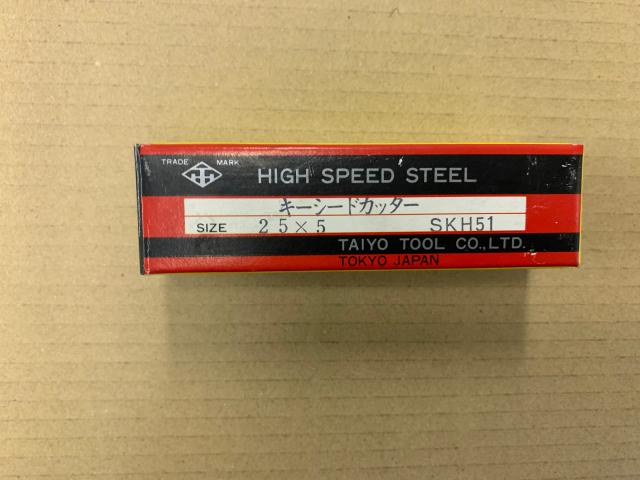 TRADE MARK
HIGH SPEED STEEL
キーシードカッター
SIZE 25×5 SKH51
TAIYO TOOL CO.,LTD.
TOKYO JAPAN